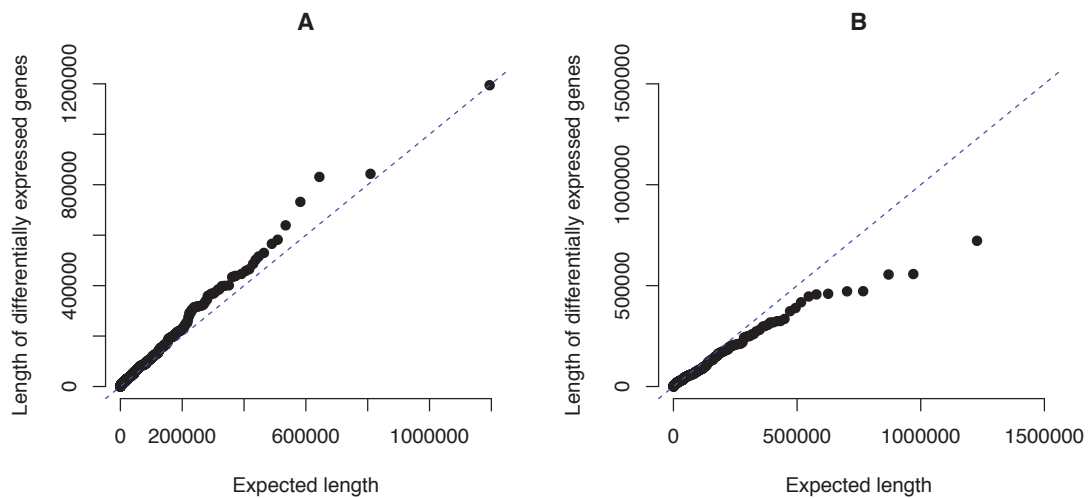 A
Length of differentially expressed genes
0 400000 800000 1200000
0 200000 600000 1000000
Expected length
B
Length of differentially expressed genes
0 500000 1000000 1500000
0 500000 1000000 1500000
Expected length